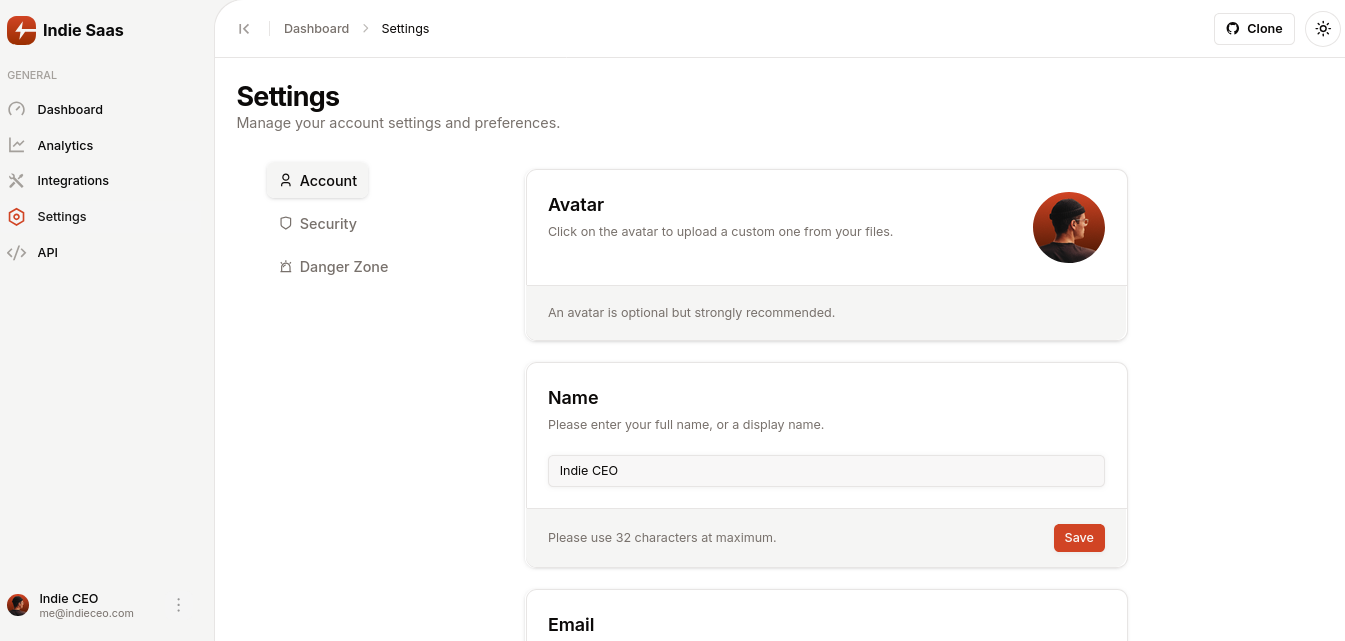 Indie Saas
GENERAL
Dashboard
Analytics
Integrations
Settings
API
Indie CEO
me@indieceo.com
Dashboard
Settings
Clone
Settings
Manage your account settings and preferences.
Account
Security
Danger Zone
Avatar
Click on the avatar to upload a custom one from your files.
An avatar is optional but strongly recommended.
Name
Please enter your full name, or a display name.
Indie CEO
Please use 32 characters at maximum.
Save
Email